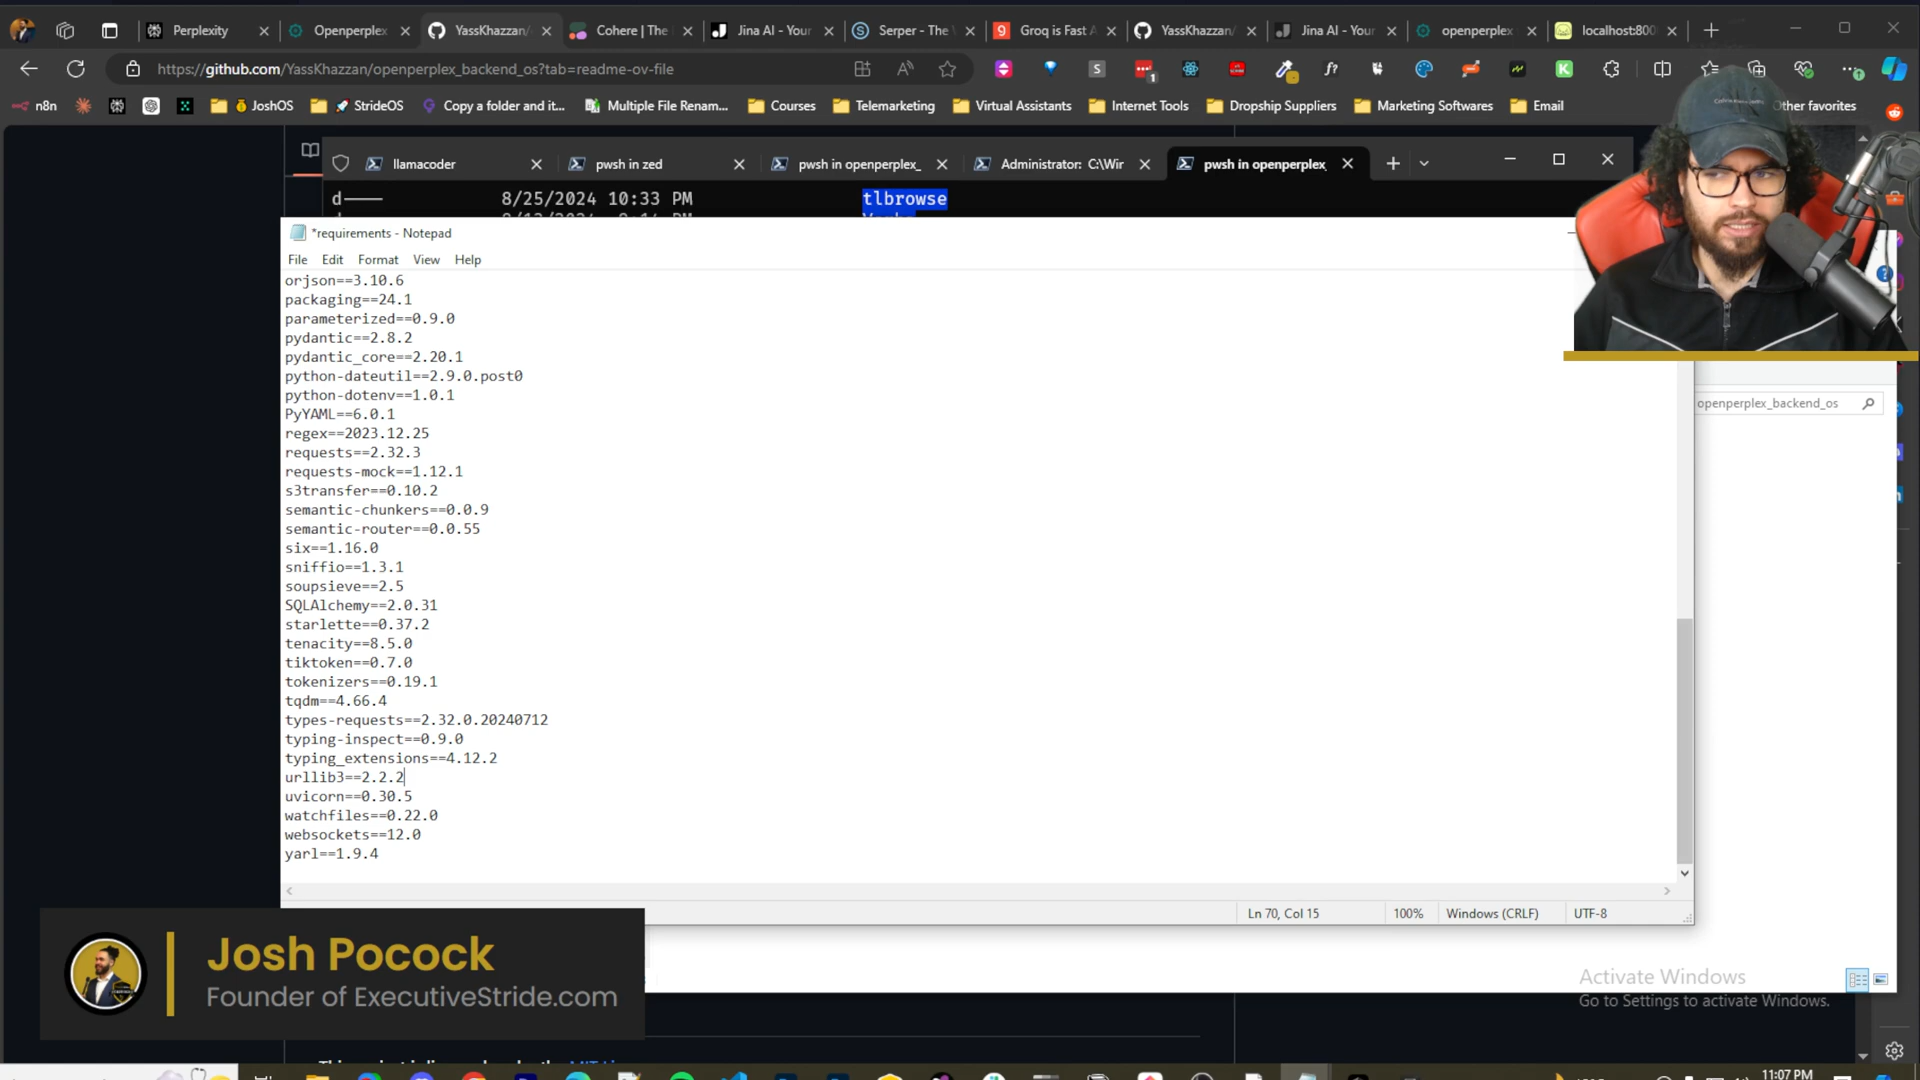 Perplexity
Openperplex
YassKhazzan/
Cohere | The
Jina AI - Your
Serper - The
Groq is Fast A
YassKhazzan/
Jina AI - Your
openperplex
localhost:800
https://github.com/YassKhazzan/openperplex_backend_os?tab=readme-ov-file
n8n
JoshOS
StrideOS
Copy a folder and it...
Multiple File Renam...
Courses
Telemarketing
Virtual Assistants
Internet Tools
Dropship Suppliers
Marketing Softwares
Email
Other favorites
llamacoder
pwsh in zed
pwsh in openperplex_
Administrator: C:\Wir
pwsh in openperplex_
d----
8/25/2024 10:33 PM
tlbrowse
*requirements - Notepad
File Edit Format View Help
orjson==3.10.6
packaging==24.1
parameterized==0.9.0
pydantic==2.8.2
pydantic_core==2.20.1
python-dateutil==2.9.0.post0
python-dotenv==1.0.1
PyYAML==6.0.1
regex==2023.12.25
requests==2.32.3
requests-mock==1.12.1
s3transfer==0.10.2
semantic-chunkers==0.0.9
semantic-router==0.0.55
six==1.16.0
sniffio==1.3.1
soupsieve==2.5
SQLAlchemy==2.0.31
starlette==0.37.2
tenacity==8.5.0
tiktoken==0.7.0
tokenizers==0.19.1
tqdm==4.66.4
types-requests==2.32.0.20240712
typing-inspect==0.9.0
typing_extensions==4.12.2
urllib3==2.2.2
uvicorn==0.30.5
watchfiles==0.22.0
websockets==12.0
yarl==1.9.4
Ln 70, Col 15
100%
Windows (CRLF)
UTF-8
openperplex_backend_os
Josh Pocock
Founder of ExecutiveStride.com
Activate Windows
Go to Settings to activate Windows.
11:07 PM